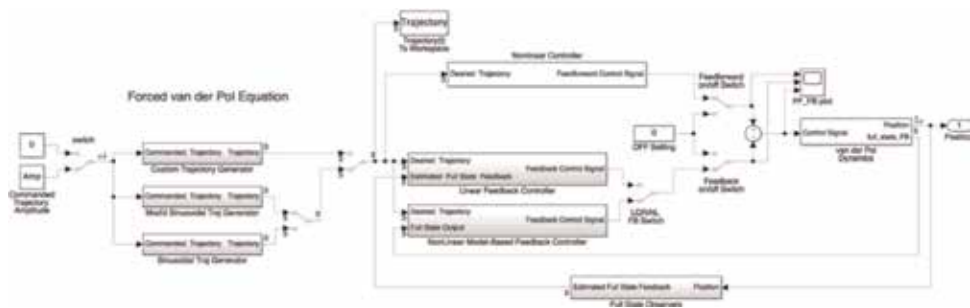 Trajectory
Trajectory(t)
To Workspace
Nonlinear Controller
Desired Trajectory
Feedforward Control Signal
Feedforward
on/off Switch
FF_FB plot
Forced van der Pol Equation
0
switch
Amp
Commanded
Trajectory
Amplitude
Commanded Trajectory
Trajectory
Custom Trajectory Generator
Commanded Trajectory
Trajectory
Sinusoidal Traj Generator
Commanded Trajectory
Trajectory
Sinusoidal Traj Generator
Desired Trajectory
Estimated Full State Feedback
Feedback Control Signal
Linear Feedback Controller
Desired Trajectory
Full State Output
Feedback Control Signal
NonLinear Model-Based Feedback Controller
FB Switch
0
OFF Setting
Feedback
on/off Switch
Control Signal
Position
full_state_FB
van der Pol
Dynamics
1
Position
Estimated Full State Feedback
Position
Full State Observers